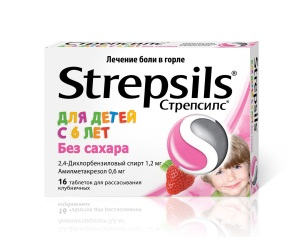 Лечение боли в горле
Strepsils®
Стрепсилс®
ДЛЯ ДЕТЕЙ
С 6 ЛЕТ
Без сахара
2,4-Дихлорбензиловый спирт 1,2 мг
Амилметакрезол 0,6 мг
16 таблеток для рассасывания
клубничных